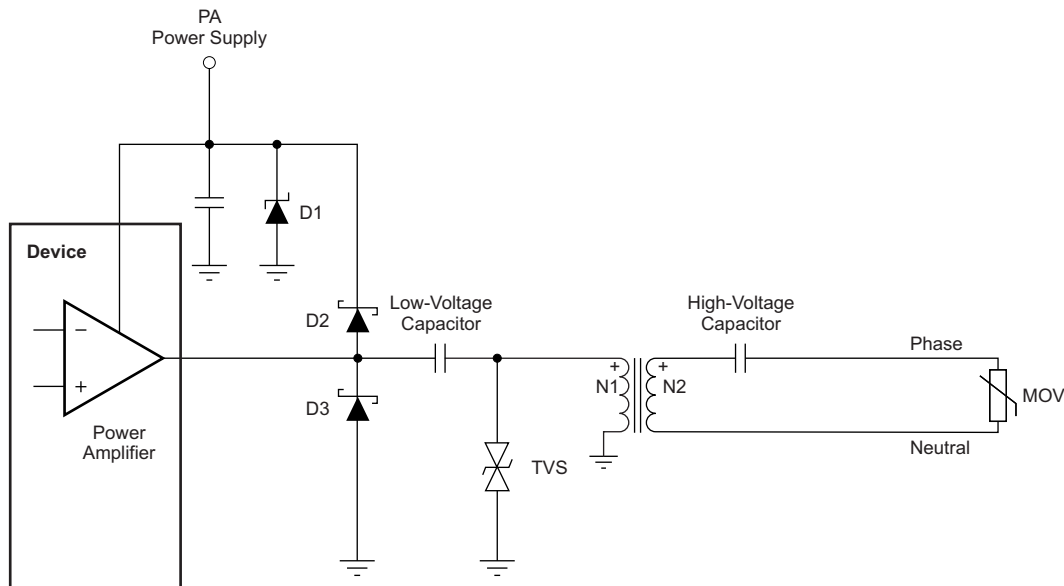 PA
Power Supply
D1
Device
Low-Voltage
Capacitor
High-Voltage
Capacitor
D2
Phase
−
+
+
N1
+
N2
MOV
D3
Power
Amplifier
Neutral
TVS